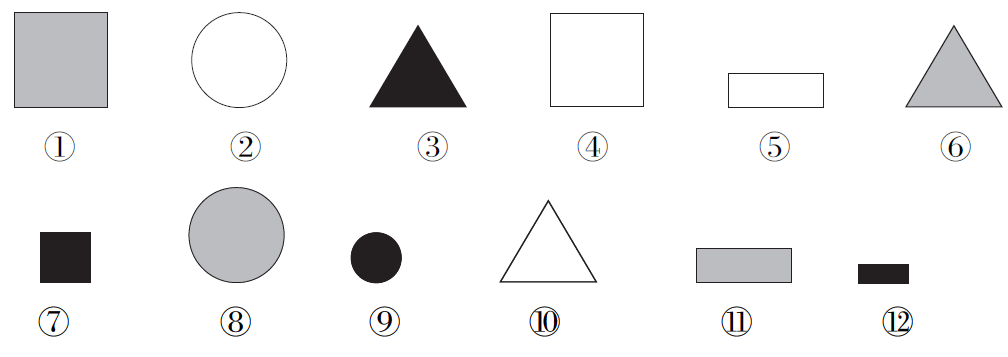 ① ② ③ ④ ⑤ ⑥
⑦ ⑧ ⑨ ⑩ ⑪ ⑫